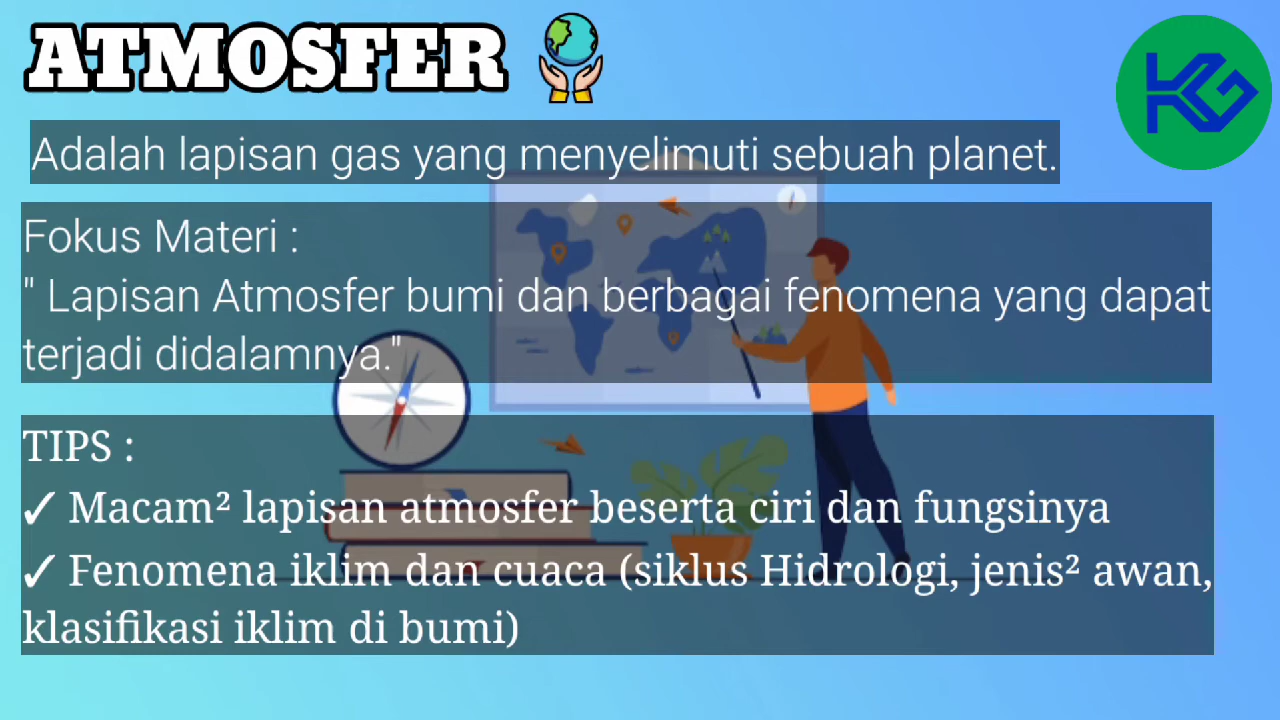 ATMOSFER
KG
Adalah lapisan gas yang menyelimuti sebuah planet.
Fokus Materi :
" Lapisan Atmosfer bumi dan berbagai fenomena yang dapat
terjadi didalamnya."
TIPS :
✓ Macam² lapisan atmosfer beserta ciri dan fungsinya
✓ Fenomena iklim dan cuaca (siklus Hidrologi, jenis² awan,
klasifikasi iklim di bumi)